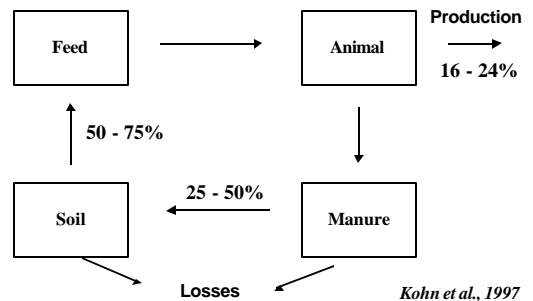 Production
Feed
Animal
16 - 24%
50 - 75%
25 - 50%
Soil
Manure
Losses
Kohn et al., 1997